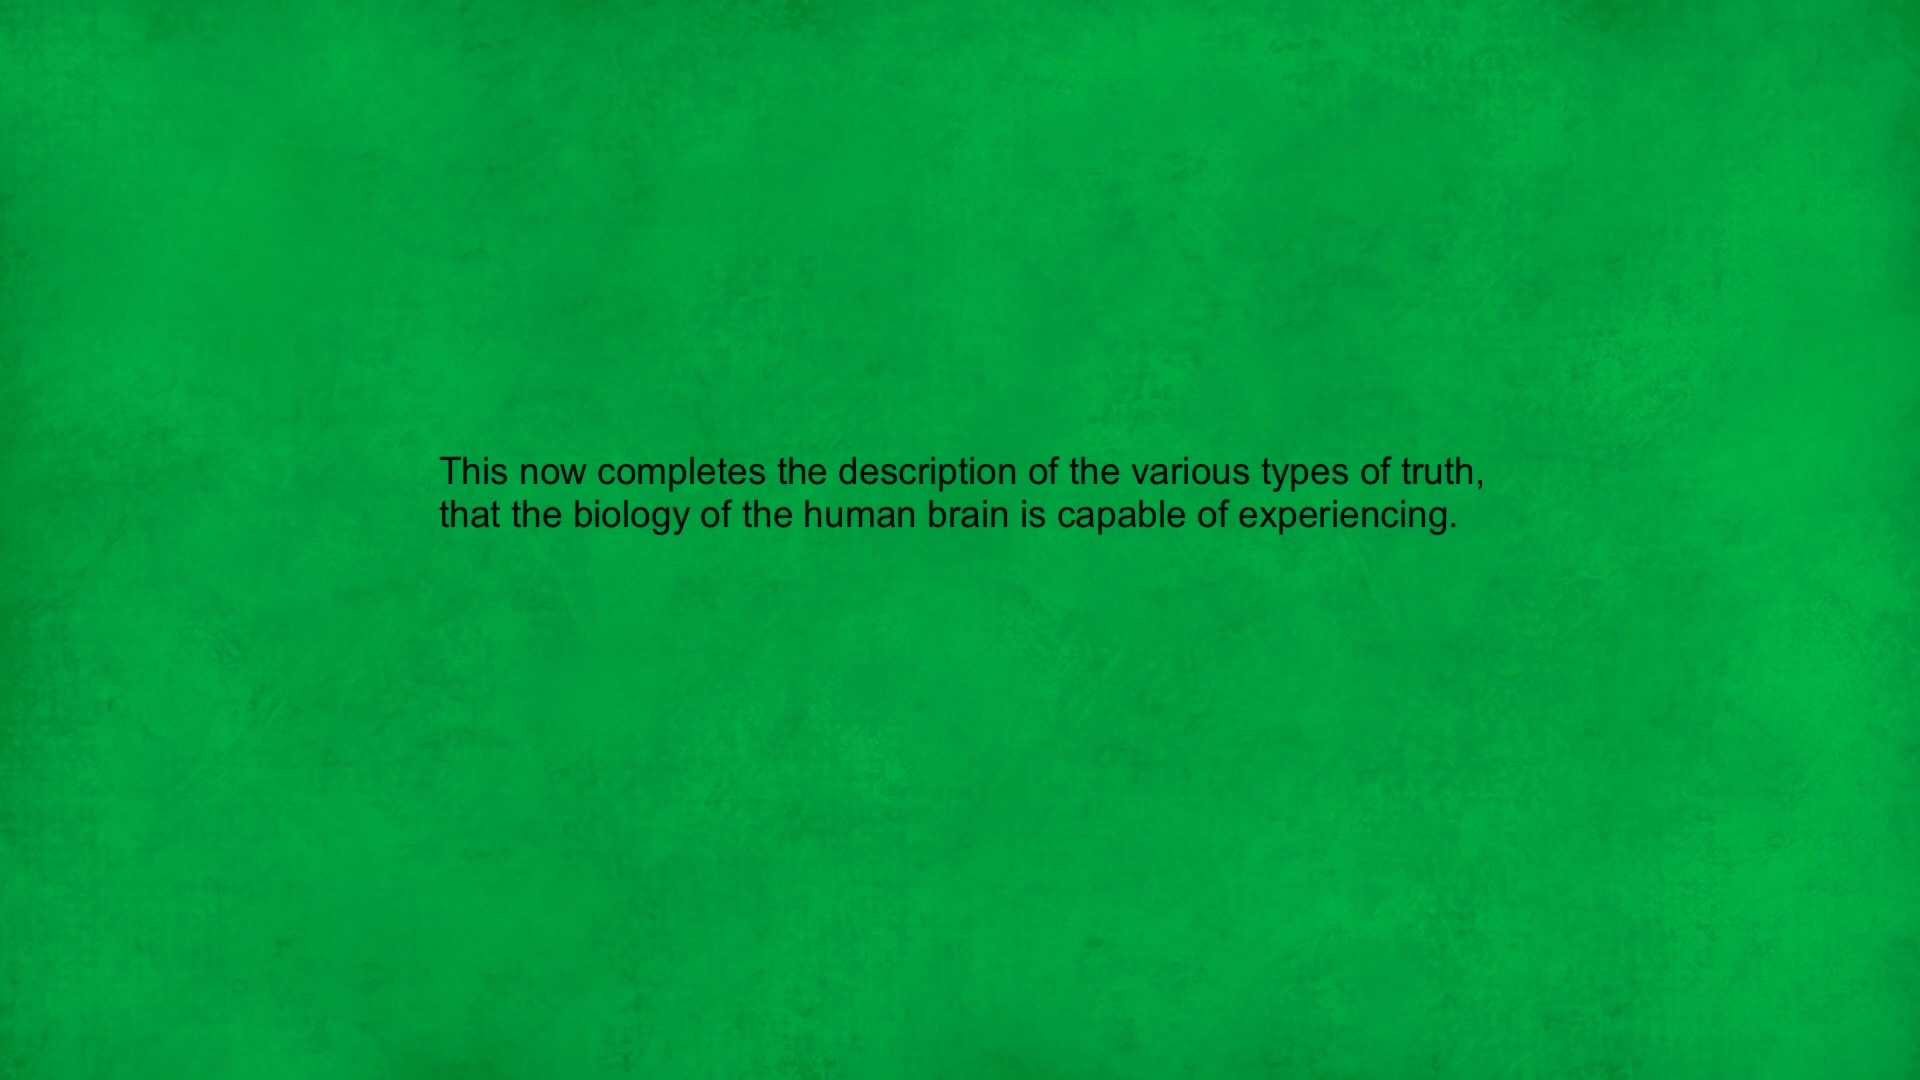 This now completes the description of the various types of truth,
that the biology of the human brain is capable of experiencing.